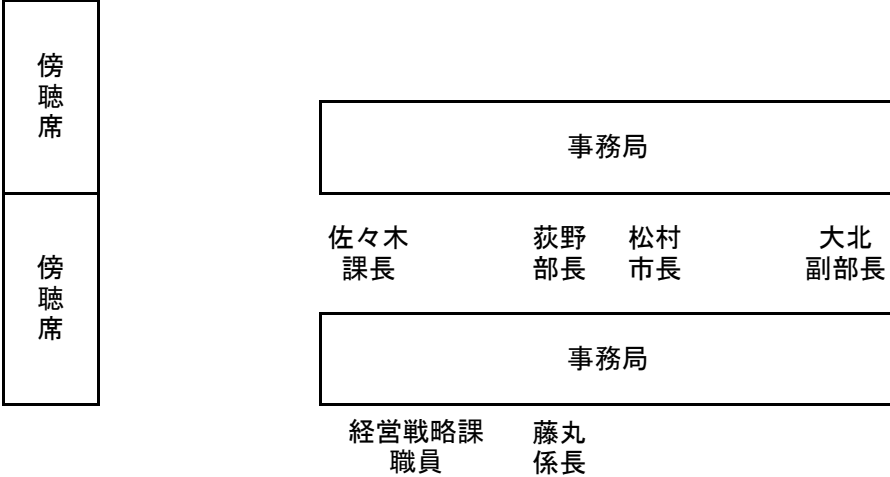 傍聴席
事務局
佐々木 荻野 松村 大北
課長 部長 市長 副部長
傍聴席
事務局
経営戦略課 藤丸
職員 係長